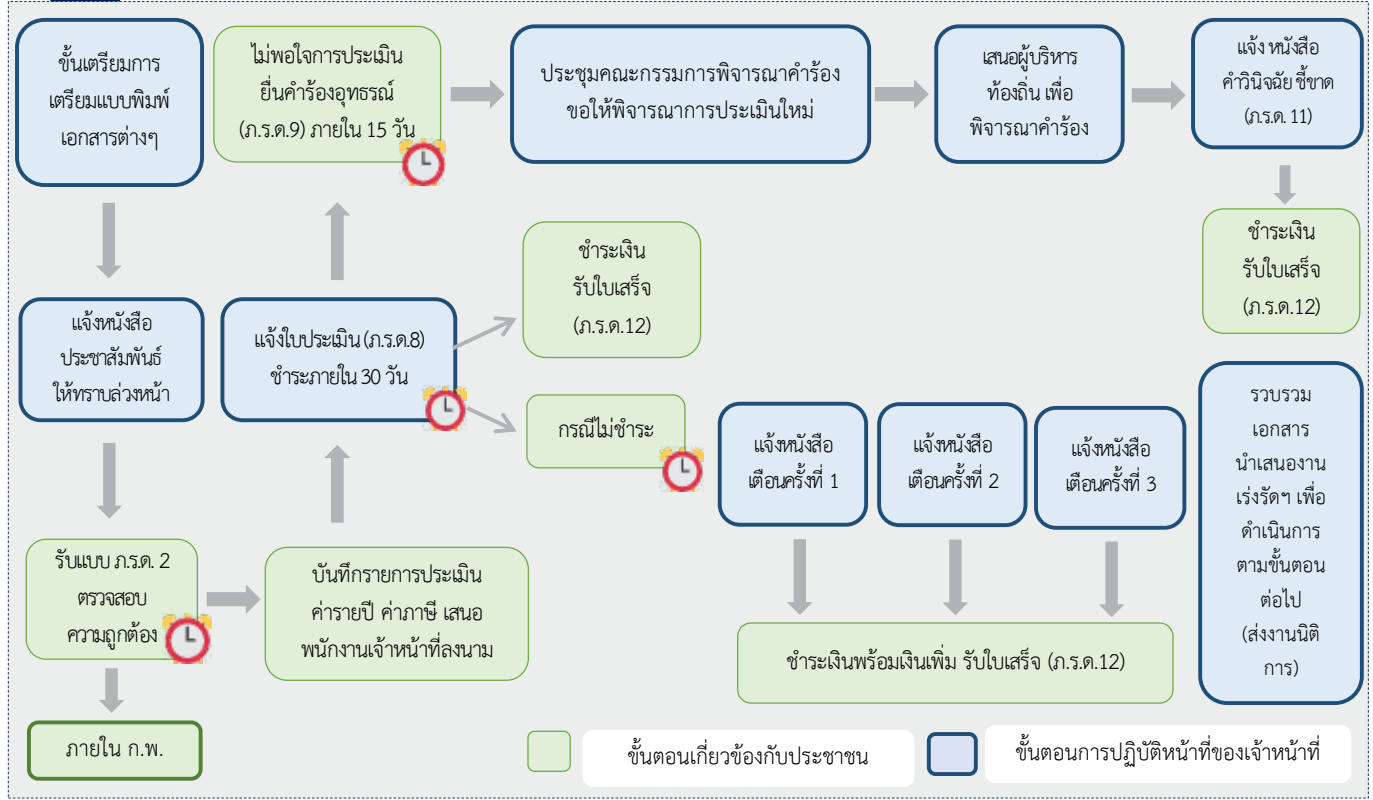 ขั้นเตรียมการ
เตรียมแบบพิมพ์
เอกสารต่างๆ
ไม่พอใจการประเมิน
ยื่นคำร้องอุทธรณ์
(ภ.ร.ด.9) ภายใน 15 วัน
ประชุมคณะกรรมการพิจารณาคำร้อง
ขอให้พิจารณาการประเมินใหม่
เสนอผู้บริหาร
ท้องถิ่น เพื่อ
พิจารณาคำร้อง
แจ้ง หนังสือ
คำวินิจฉัย ชี้ขาด
(ภ.ร.ด. 11)
ชำระเงิน
รับใบเสร็จ
(ภ.ร.ด.12)
แจ้งหนังสือ
ประชาสัมพันธ์
ให้ทราบล่วงหน้า
แจ้งใบประเมิน (ภ.ร.ด.8)
ชำระภายใน 30 วัน
ชำระเงิน
รับใบเสร็จ
(ภ.ร.ด.12)
กรณีไม่ชำระ
แจ้งหนังสือ
เตือนครั้งที่ 1
แจ้งหนังสือ
เตือนครั้งที่ 2
แจ้งหนังสือ
เตือนครั้งที่ 3
รวบรวม
เอกสาร
นำเสนองาน
เร่งรัดฯ เพื่อ
ดำเนินการ
ตามขั้นตอน
ต่อไป
(ส่งงานนิติ
การ)
รับแบบ ภ.ร.ด. 2
ตรวจสอบ
ความถูกต้อง
บันทึกรายการประเมิน
ค่ารายปี ค่าภาษี เสนอ
พนักงานเจ้าหน้าที่ลงนาม
ชำระเงินพร้อมเงินเพิ่ม รับใบเสร็จ (ภ.ร.ด.12)
ภายใน ก.พ.
ขั้นตอนเกี่ยวข้องกับประชาชน
ขั้นตอนการปฏิบัติหน้าที่ของเจ้าหน้าที่